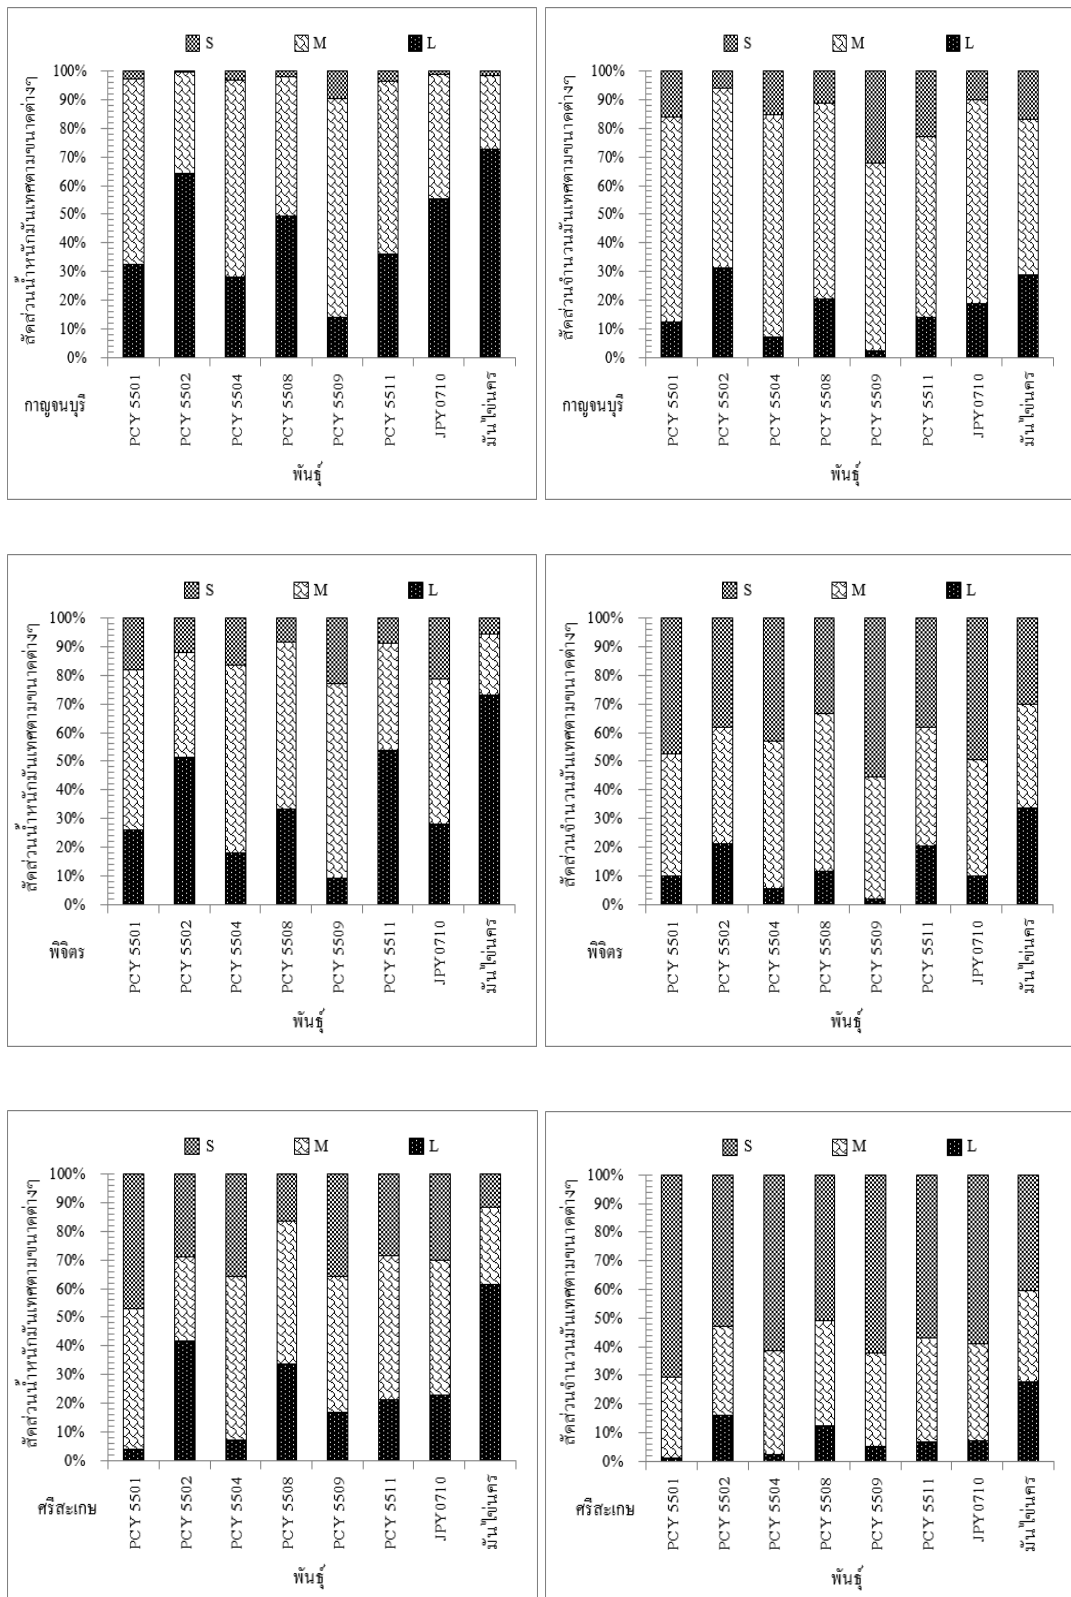 S M L
สัดส่วนน้ำหนักมันเทศตามขนาดต่างๆ
100%
90%
80%
70%
60%
50%
40%
30%
20%
10%
0%
PCY 5501
PCY 5502
PCY 5504
PCY 5508
PCY 5509
PCY 5511
JPY0710
มันไข่นคร
กาญจนบุรี
พันธุ์
S M L
สัดส่วนจำนวนมันเทศตามขนาดต่างๆ
100%
90%
80%
70%
60%
50%
40%
30%
20%
10%
0%
PCY 5501
PCY 5502
PCY 5504
PCY 5508
PCY 5509
PCY 5511
JPY0710
มันไข่นคร
กาญจนบุรี
พันธุ์
S M L
สัดส่วนน้ำหนักมันเทศตามขนาดต่างๆ
100%
90%
80%
70%
60%
50%
40%
30%
20%
10%
0%
PCY 5501
PCY 5502
PCY 5504
PCY 5508
PCY 5509
PCY 5511
JPY0710
มันไข่นคร
พิจิตร
พันธุ์
S M L
สัดส่วนจำนวนมันเทศตามขนาดต่างๆ
100%
90%
80%
70%
60%
50%
40%
30%
20%
10%
0%
PCY 5501
PCY 5502
PCY 5504
PCY 5508
PCY 5509
PCY 5511
JPY0710
มันไข่นคร
พิจิตร
พันธุ์
S M L
สัดส่วนน้ำหนักมันเทศตามขนาดต่างๆ
100%
90%
80%
70%
60%
50%
40%
30%
20%
10%
0%
PCY 5501
PCY 5502
PCY 5504
PCY 5508
PCY 5509
PCY 5511
JPY0710
มันไข่นคร
ศรีสะเกษ
พันธุ์
S M L
สัดส่วนจำนวนมันเทศตามขนาดต่างๆ
100%
90%
80%
70%
60%
50%
40%
30%
20%
10%
0%
PCY 5501
PCY 5502
PCY 5504
PCY 5508
PCY 5509
PCY 5511
JPY0710
มันไข่นคร
ศรีสะเกษ
พันธุ์